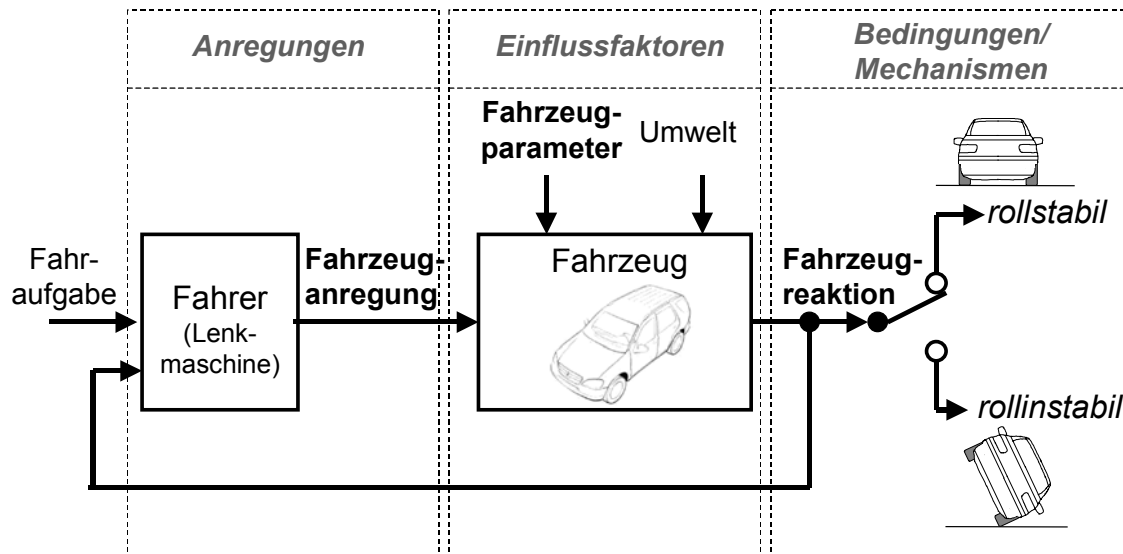 Anregungen
Einflussfaktoren
Bedingungen/
Mechanismen
Fahrzeug-
parameter
Umwelt
rollstabil
Fahr-
aufgabe
Fahrer
(Lenk-
maschine)
Fahrzeug-
anregung
Fahrzeug
Fahrzeug-
reaktion
rollinstabil